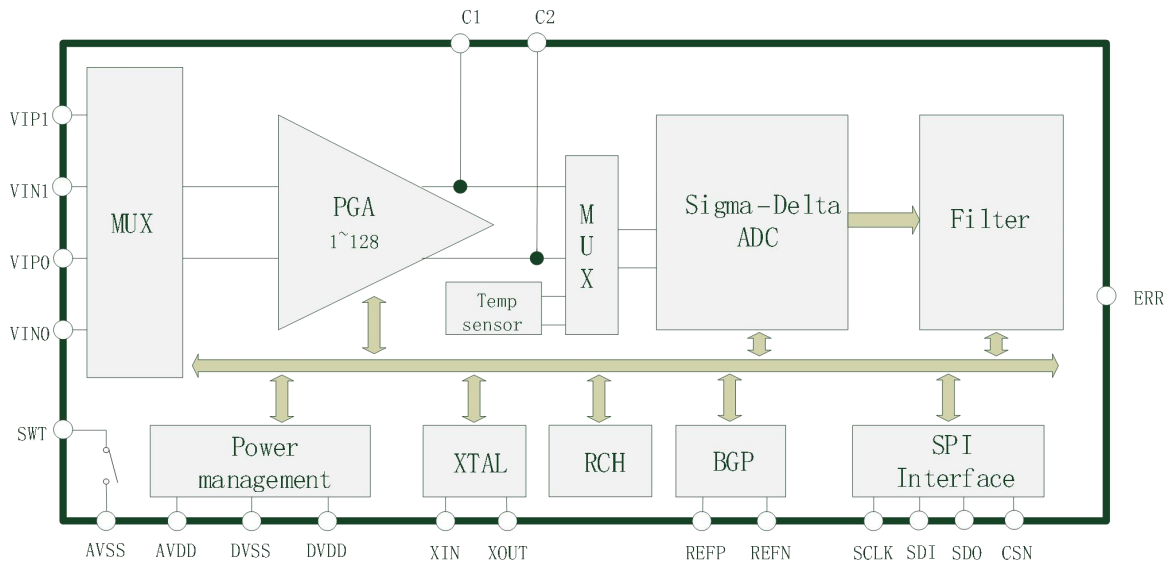 C1
C2
VIP1
VIN1
VIP0
VIN0
MUX
PGA
1~128
M
U
X
Sigma-Delta
ADC
Filter
Temp
sensor
ERR
SWT
Power
management
XTAL
RCH
BGP
SPI
Interface
AVSS
AVDD
DVSS
DVDD
XIN
XOUT
REFP
REFN
SCLK
SDI
SDO
CSN